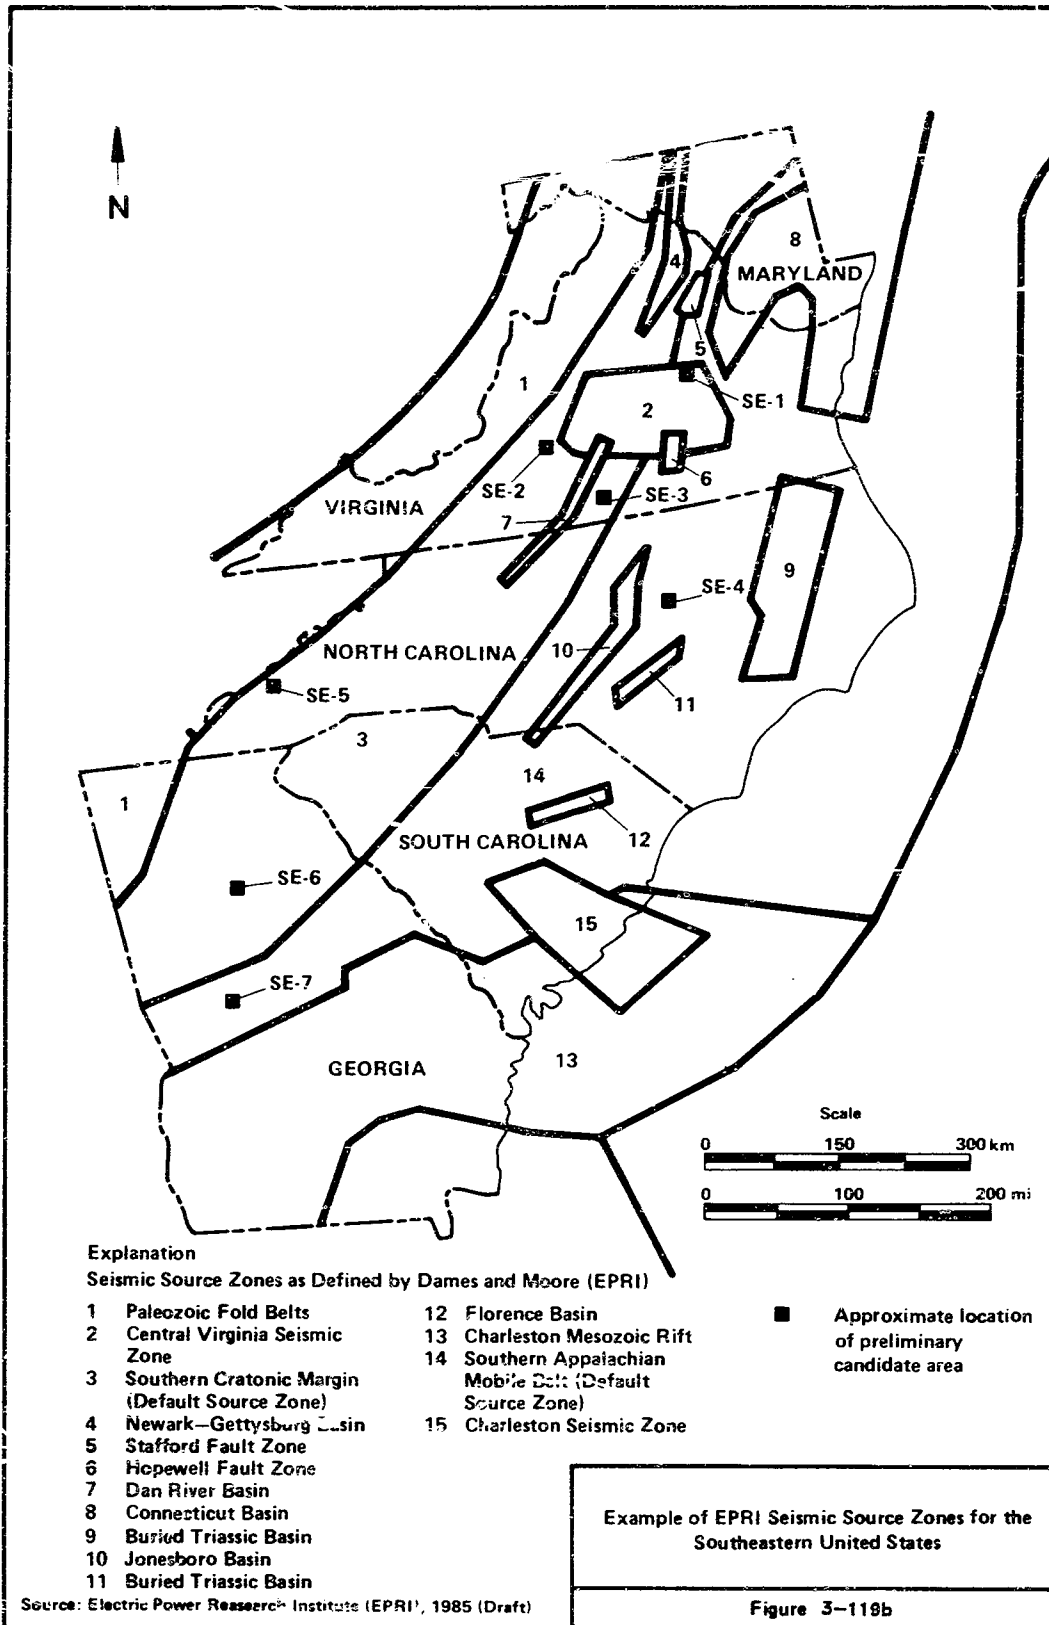 N
8
MARYLAND
4
5
1
SE-1
2
SE-2
6
SE-3
VIRGINIA
7
9
SE-4
NORTH CAROLINA
10
SE-5
11
3
14
1
SOUTH CAROLINA
12
SE-6
15
SE-7
13
GEORGIA
Scale
0 150 300 km
0 100 200 mi
Explanation
Seismic Source Zones as Defined by Dames and Moore (EPRI)
1 Paleozoic Fold Belts
2 Central Virginia Seismic
Zone
3 Southern Cratonic Margin
(Default Source Zone)
4 Newark–Gettysburg Basin
5 Stafford Fault Zone
6 Hopewell Fault Zone
7 Dan River Basin
8 Connecticut Basin
9 Buried Triassic Basin
10 Jonesboro Basin
11 Buried Triassic Basin
12 Florence Basin
13 Charleston Mesozoic Rift
14 Southern Appalachian
Mobile Belt (Default
Source Zone)
15 Charleston Seismic Zone
Approximate location
of preliminary
candidate area
Source: Electric Power Reasearch Institute (EPRI), 1985 (Draft)
Example of EPRI Seismic Source Zones for the
Southeastern United States
Figure 3–119b